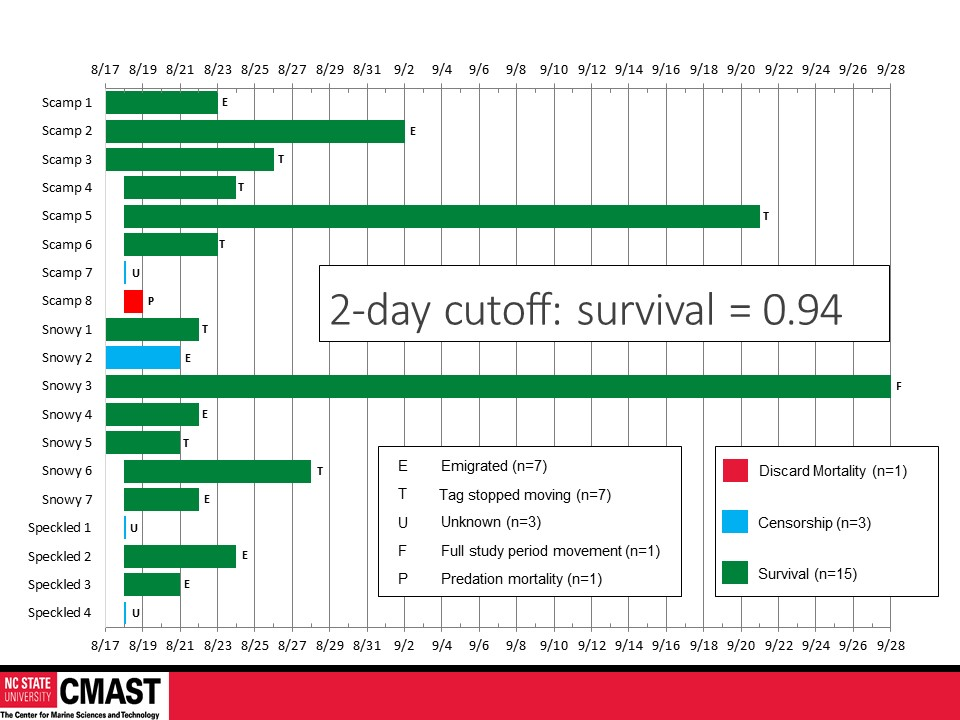 8/17 8/19 8/21 8/23 8/25 8/27 8/29 8/31 9/2 9/4 9/6 9/8 9/10 9/12 9/14 9/16 9/18 9/20 9/22 9/24 9/26 9/28
Scamp 1 E
Scamp 2 E
Scamp 3 T
Scamp 4 T
Scamp 5 T
Scamp 6 T
Scamp 7 U
Scamp 8 P
2-day cutoff: survival = 0.94
Snowy 1 T
Snowy 2 E
Snowy 3 F
Snowy 4 E
Snowy 5 T
Snowy 6 T
Snowy 7 E
Speckled 1 U
Speckled 2 E
Speckled 3 E
Speckled 4 U
E Emigrated (n=7)
T Tag stopped moving (n=7)
U Unknown (n=3)
F Full study period movement (n=1)
P Predation mortality (n=1)
Discard Mortality (n=1)
Censorship (n=3)
Survival (n=15)
8/17 8/19 8/21 8/23 8/25 8/27 8/29 8/31 9/2 9/4 9/6 9/8 9/10 9/12 9/14 9/16 9/18 9/20 9/22 9/24 9/26 9/28
NC STATE
UNIVERSITY
CMAST
The Center for Marine Sciences and Technology